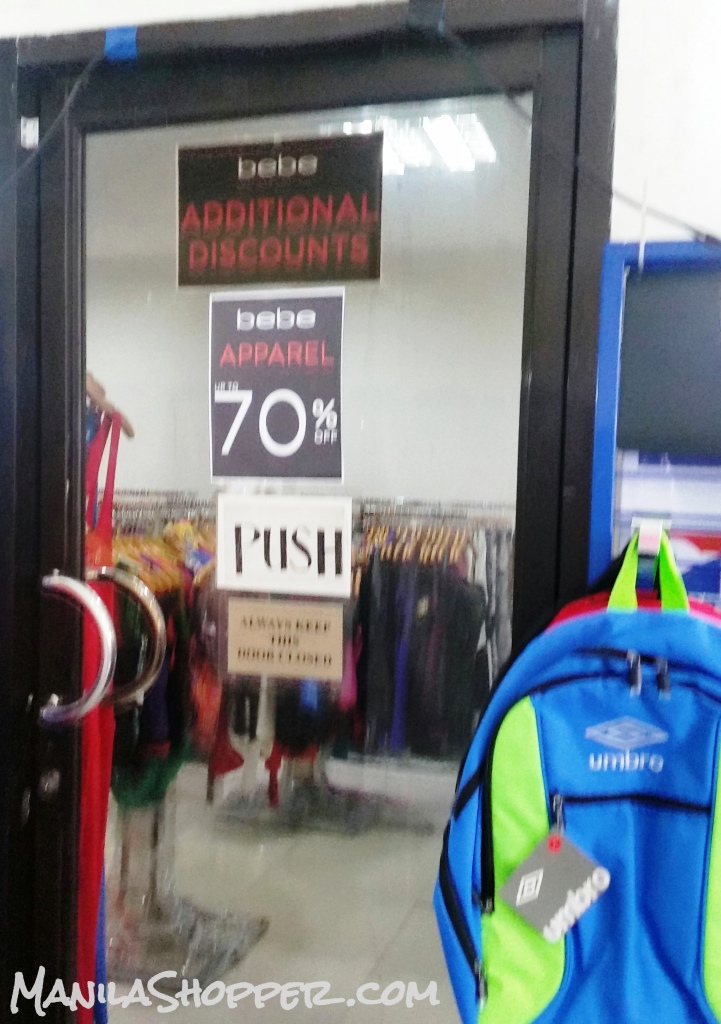 bebe
ADDITIONAL
DISCOUNTS
bebe
APPAREL
UP TO
70% OFF
PUSH
ALWAYS KEEP
THIS
DOOR CLOSED
umbro
umbro
ManilaShopper.com